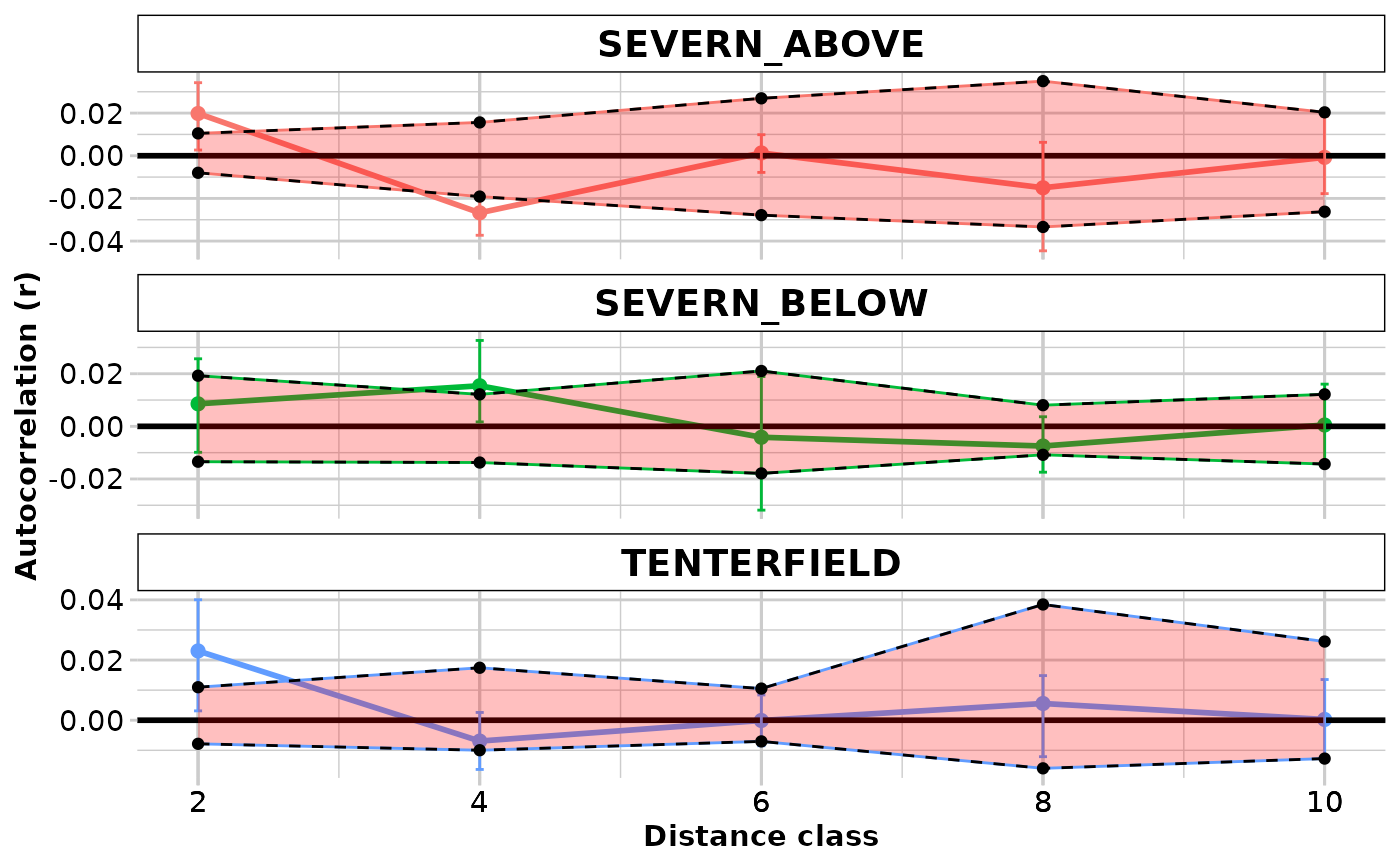 SEVERN_ABOVE
0.02
0.00
-0.02
-0.04
SEVERN_BELOW
0.02
0.00
-0.02
TENTERFIELD
0.04
0.02
0.00
2 4 6 8 10
Distance class
Autocorrelation (r)